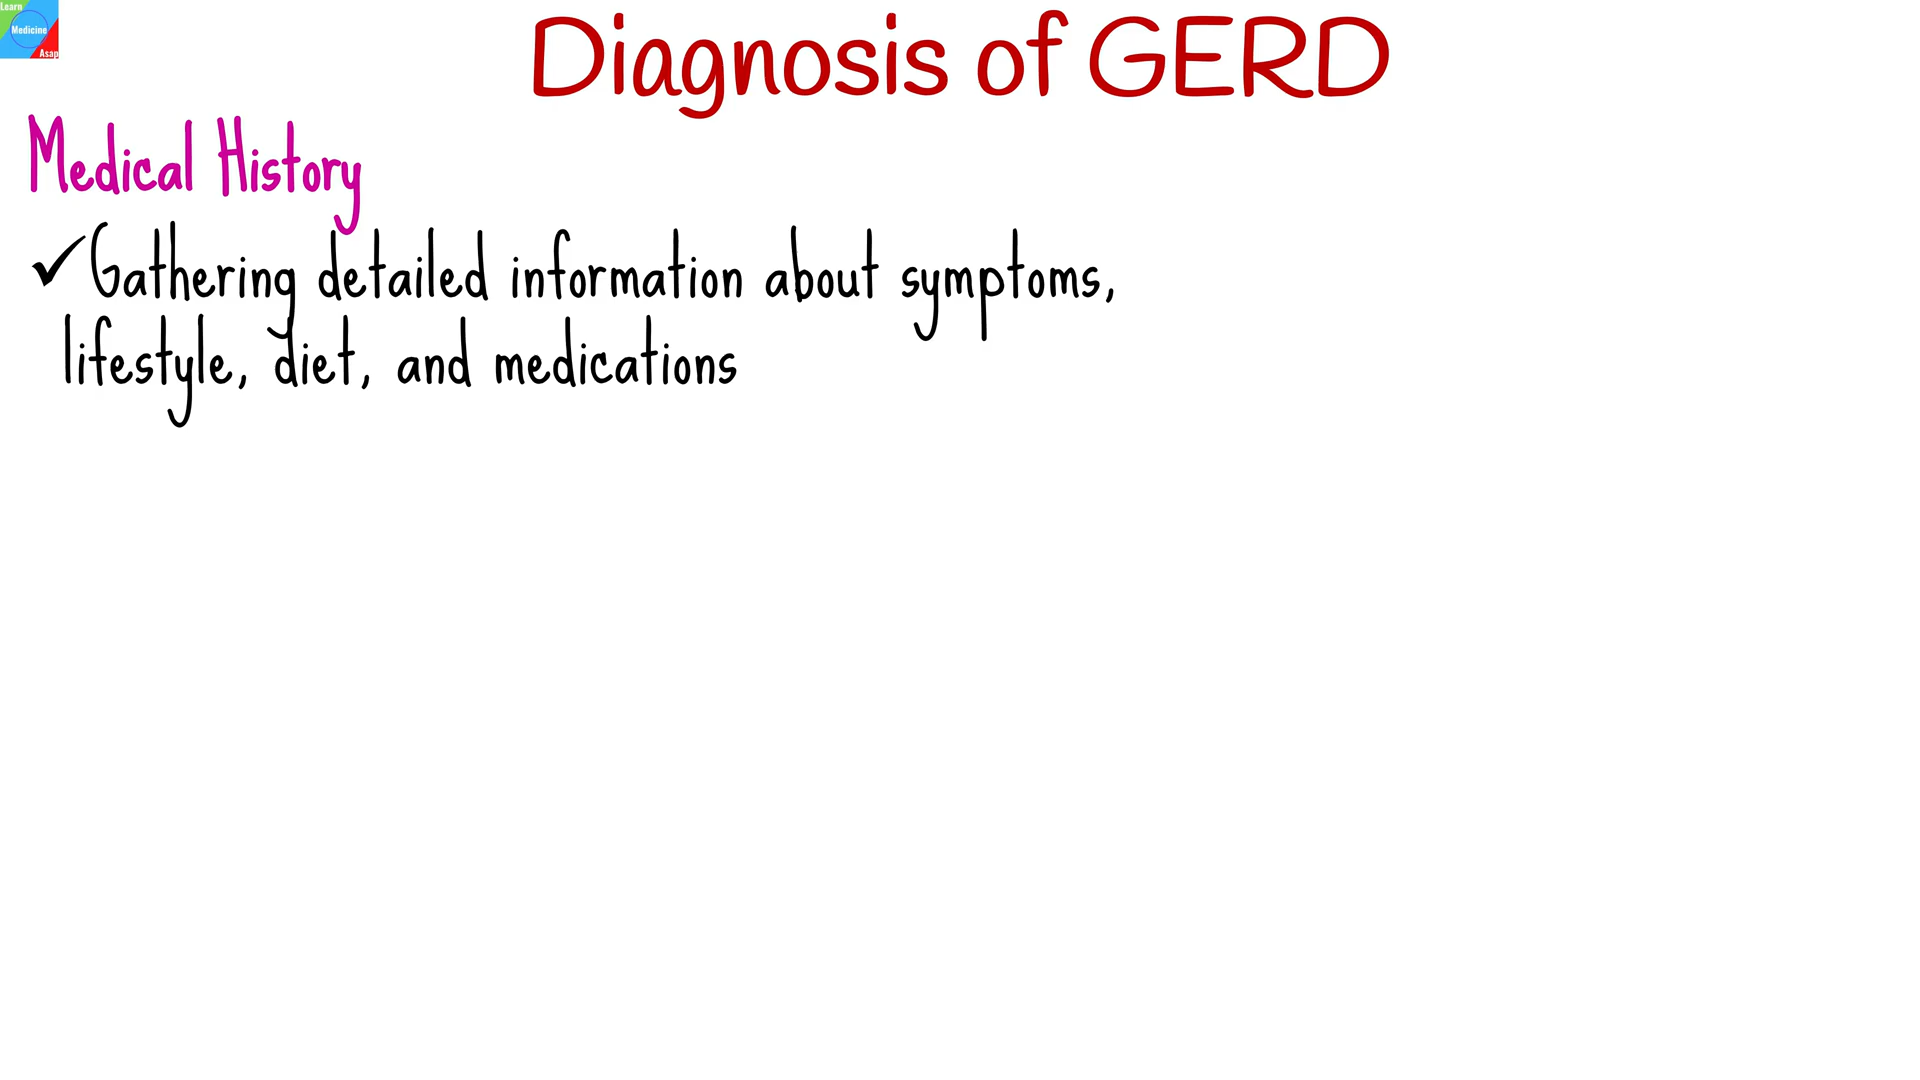 Learn
Medicine
Asap
Diagnosis of GERD
Medical History
✓Gathering detailed information about symptoms,
lifestyle, diet, and medications